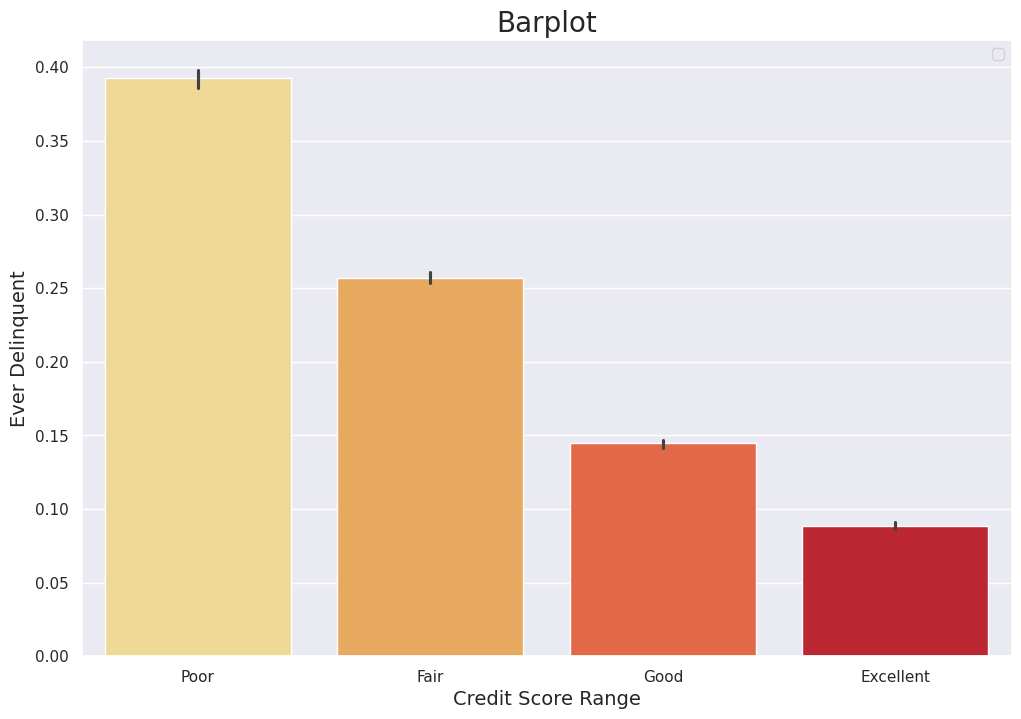 Barplot
0.40
0.35
0.30
0.25
0.20
0.15
0.10
0.05
0.00
Ever Delinquent
Poor
Fair
Good
Excellent
Credit Score Range